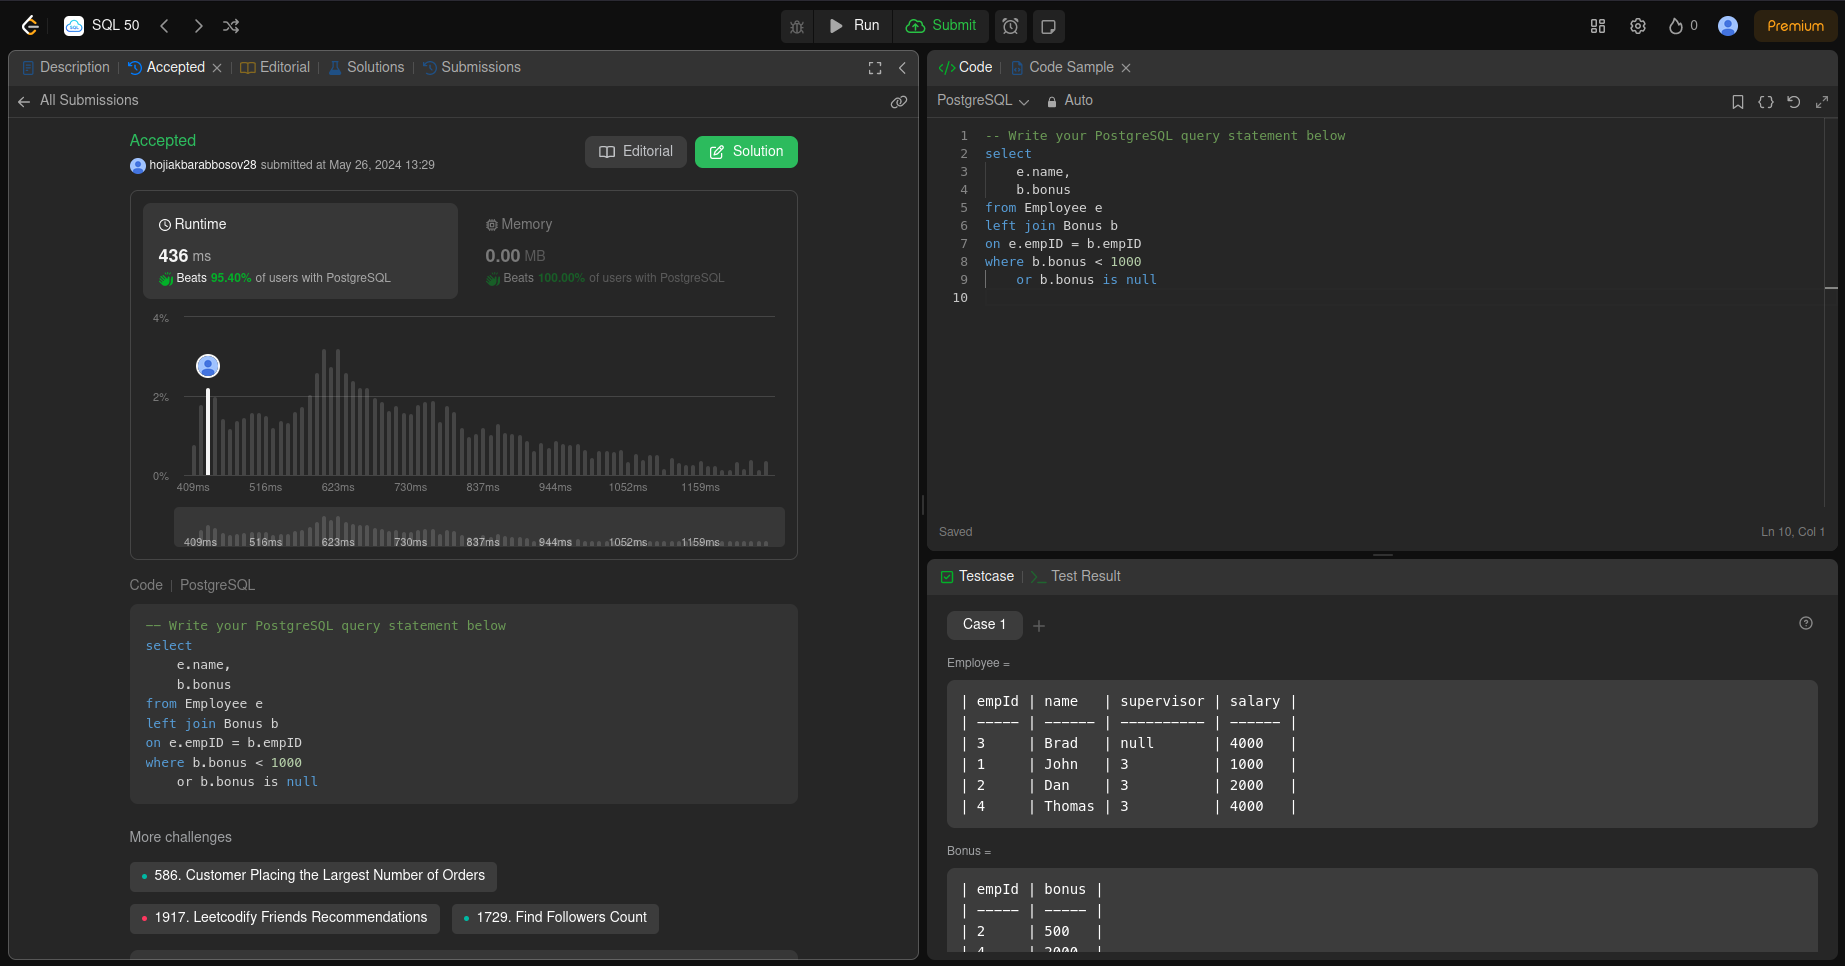 SQL 50
Run
Submit
0
Premium
Description | Accepted | Editorial | Solutions | Submissions
All Submissions
Accepted
hojiakbarabbosov28 submitted at May 26, 2024 13:29
Editorial
Solution
Runtime
436 ms
Beats 95.40% of users with PostgreSQL
Memory
0.00 MB
Beats 100.00% of users with PostgreSQL
4%
2%
0%
409ms 516ms 623ms 730ms 837ms 944ms 1052ms 1159ms
409ms 516ms 623ms 730ms 837ms 944ms 1052ms 1159ms
Code | PostgreSQL
-- Write your PostgreSQL query statement below
select
    e.name,
    b.bonus
from Employee e
left join Bonus b
on e.empID = b.empID
where b.bonus < 1000
    or b.bonus is null
More challenges
586. Customer Placing the Largest Number of Orders
1917. Leetcodify Friends Recommendations
1729. Find Followers Count
</> Code | Code Sample
PostgreSQL
Auto
1 -- Write your PostgreSQL query statement below
2 select
3     e.name,
4     b.bonus
5 from Employee e
6 left join Bonus b
7 on e.empID = b.empID
8 where b.bonus < 1000
9     or b.bonus is null
10
Saved
Ln 10, Col 1
Testcase | >_ Test Result
Case 1 +
Employee =
| empId | name   | supervisor | salary |
| ----- | ------ | ---------- | ------ |
| 3     | Brad   | null       | 4000   |
| 1     | John   | 3          | 1000   |
| 2     | Dan    | 3          | 2000   |
| 4     | Thomas | 3          | 4000   |
Bonus =
| empId | bonus |
| ----- | ----- |
| 2     | 500   |
| 4     | 2000  |